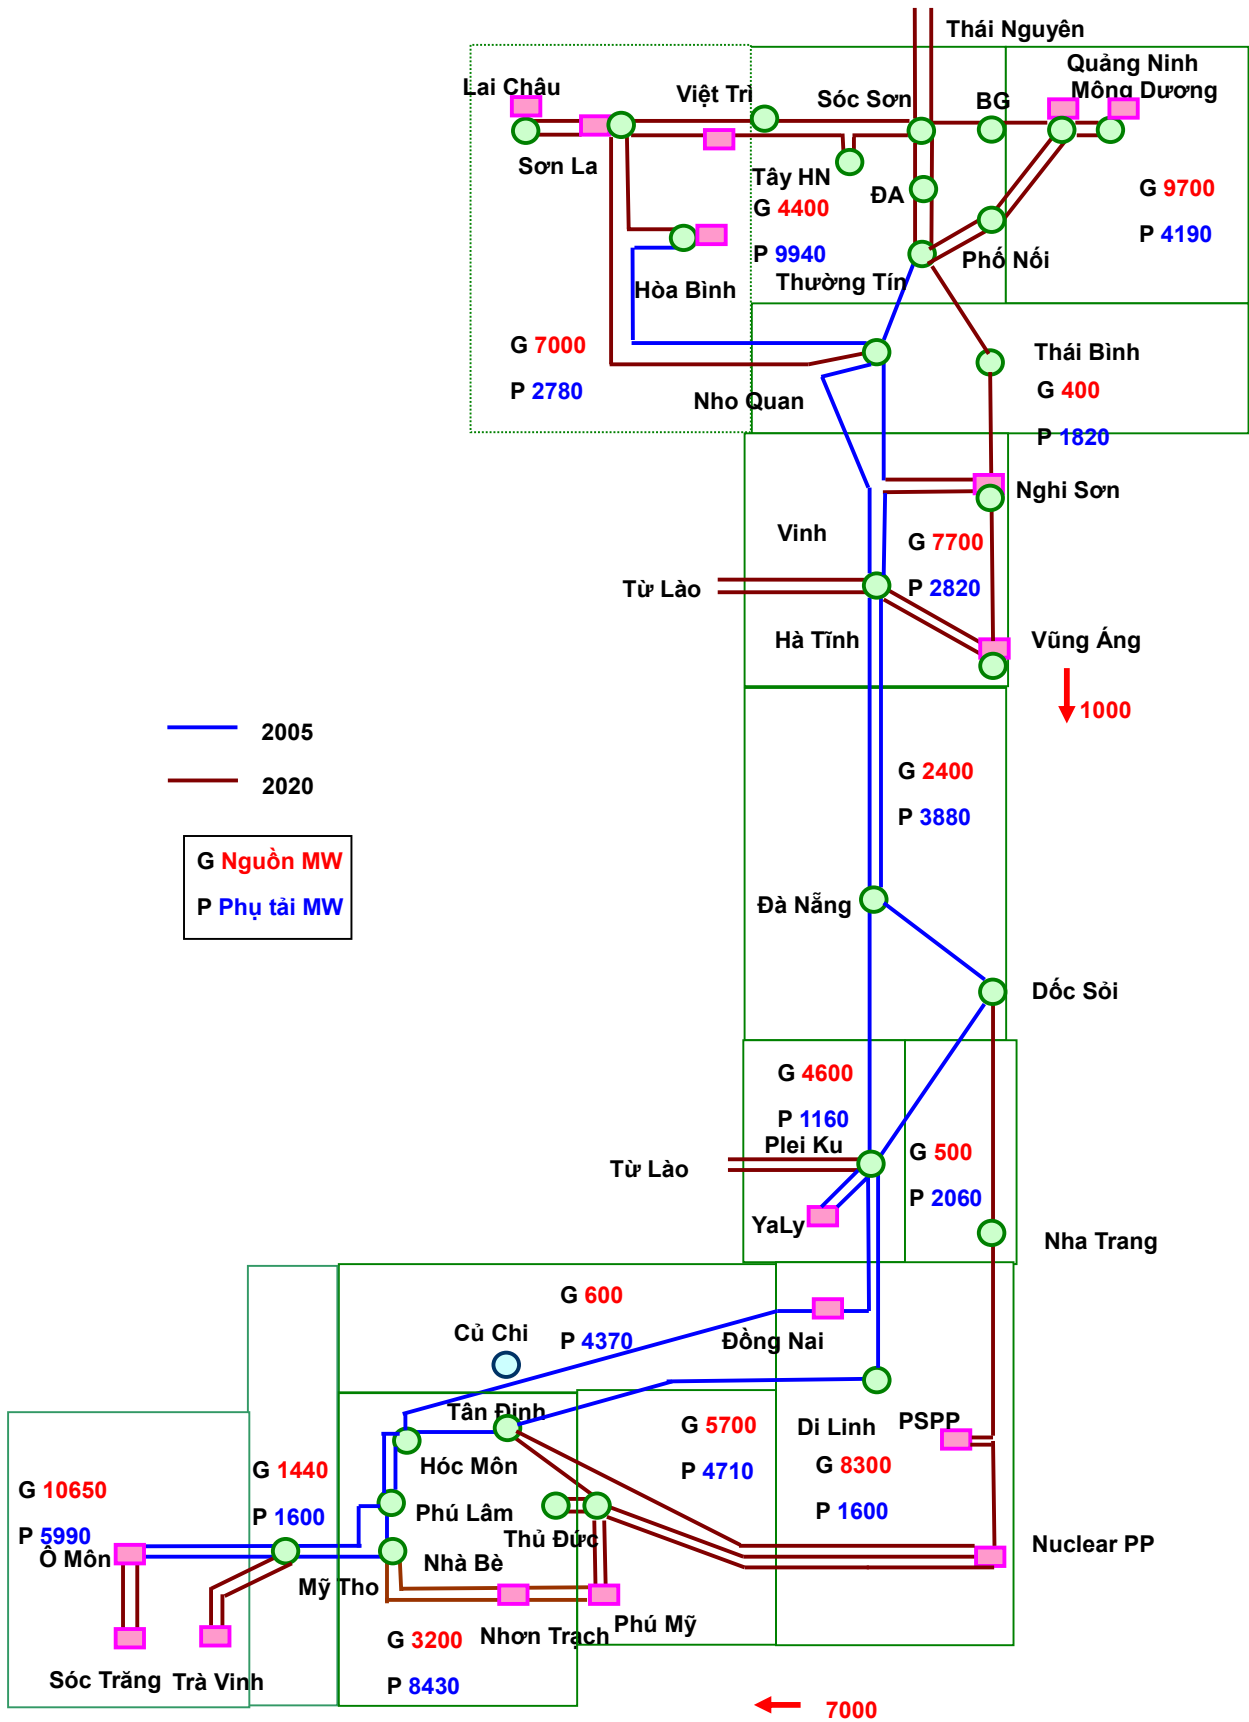 Thái Nguyên
Quảng Ninh
Lai Châu
Việt Trì
Sóc Sơn
BG
Mông Dương
Sơn La
Tây HN
ĐA
G 9700
G 4400
P 4190
P 9940
Phố Nối
Hòa Bình
Thường Tín
G 7000
Thái Bình
P 2780
G 400
Nho Quan
P 1820
Nghi Sơn
Vinh
G 7700
Từ Lào
P 2820
Hà Tĩnh
Vũng Áng
1000
2005
2020
G 2400
P 3880
G Nguồn MW
P Phụ tải MW
Đà Nẵng
Dốc Sỏi
G 4600
P 1160
Plei Ku
G 500
Từ Lào
P 2060
YaLy
Nha Trang
G 600
Củ Chi
P 4370
Đồng Nai
Tân Định
G 5700
Di Linh
PSPP
Hóc Môn
G 1440
P 4710
G 8300
G 10650
P 1600
Phú Lâm
P 1600
P 5990
Thủ Đức
Nuclear PP
Ô Môn
Nhà Bè
Mỹ Tho
Phú Mỹ
G 3200
Nhơn Trạch
Sóc Trăng
Trà Vinh
P 8430
7000